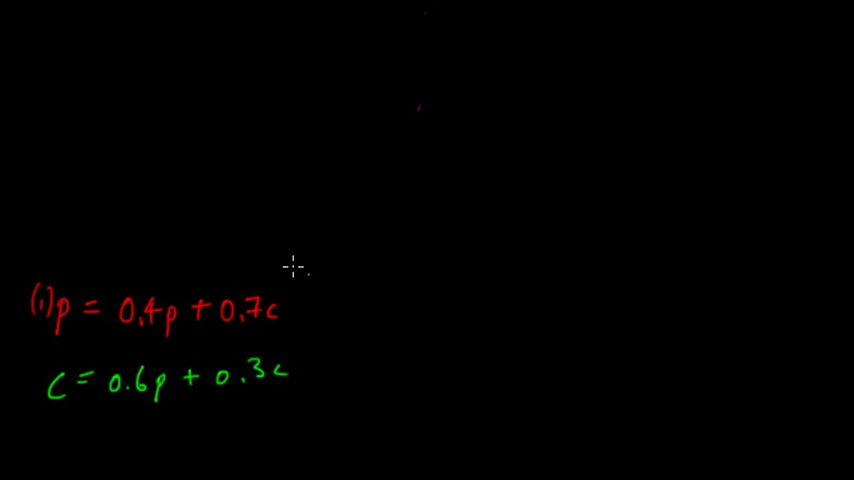 (1)p = 0.4p + 0.7c
c = 0.6p + 0.3c